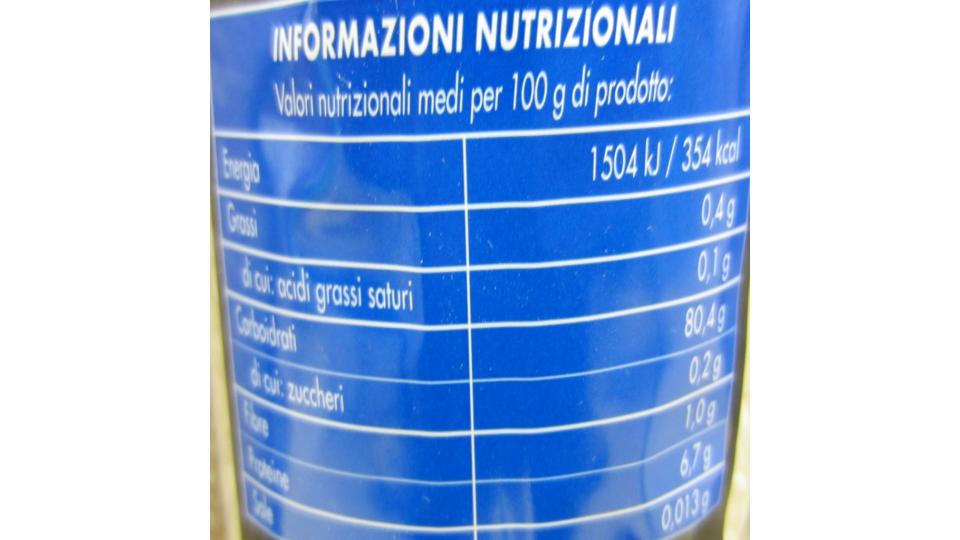 INFORMAZIONI NUTRIZIONALI
Valori nutrizionali medi per 100 g di prodotto:
Energia 1504 kJ / 354 kcal
Grassi 0,4 g
di cui: acidi grassi saturi 0,1 g
Carboidrati 80,4 g
di cui: zuccheri 0,2 g
Fibre 1,0 g
Proteine 6,7 g
Sale 0,013 g